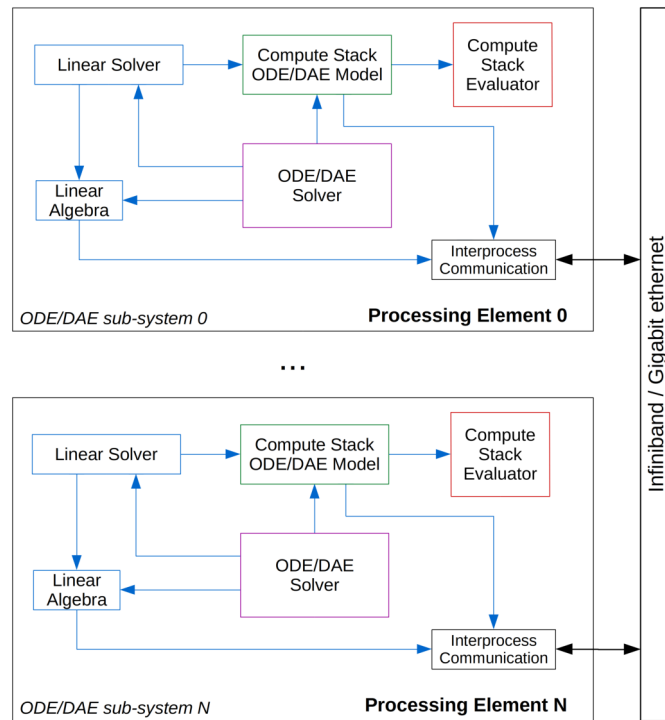 Linear Solver
Compute Stack
ODE/DAE Model
Compute
Stack
Evaluator
ODE/DAE
Solver
Linear
Algebra
Interprocess
Communication
ODE/DAE sub-system 0
Processing Element 0
...
Linear Solver
Compute Stack
ODE/DAE Model
Compute
Stack
Evaluator
ODE/DAE
Solver
Linear
Algebra
Interprocess
Communication
ODE/DAE sub-system N
Processing Element N
Infiniband / Gigabit ethernet